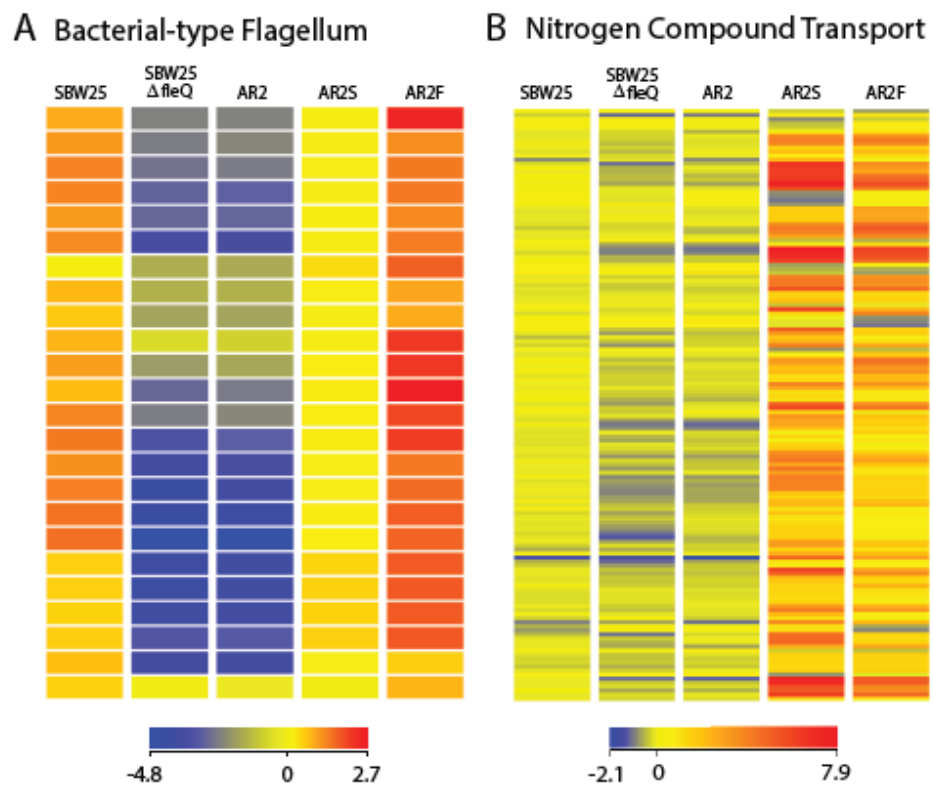 A Bacterial-type Flagellum
SBW25 SBW25 ΔfleQ AR2 AR2S AR2F
-4.8 0 2.7
B Nitrogen Compound Transport
SBW25 SBW25 ΔfleQ AR2 AR2S AR2F
-2.1 0 7.9